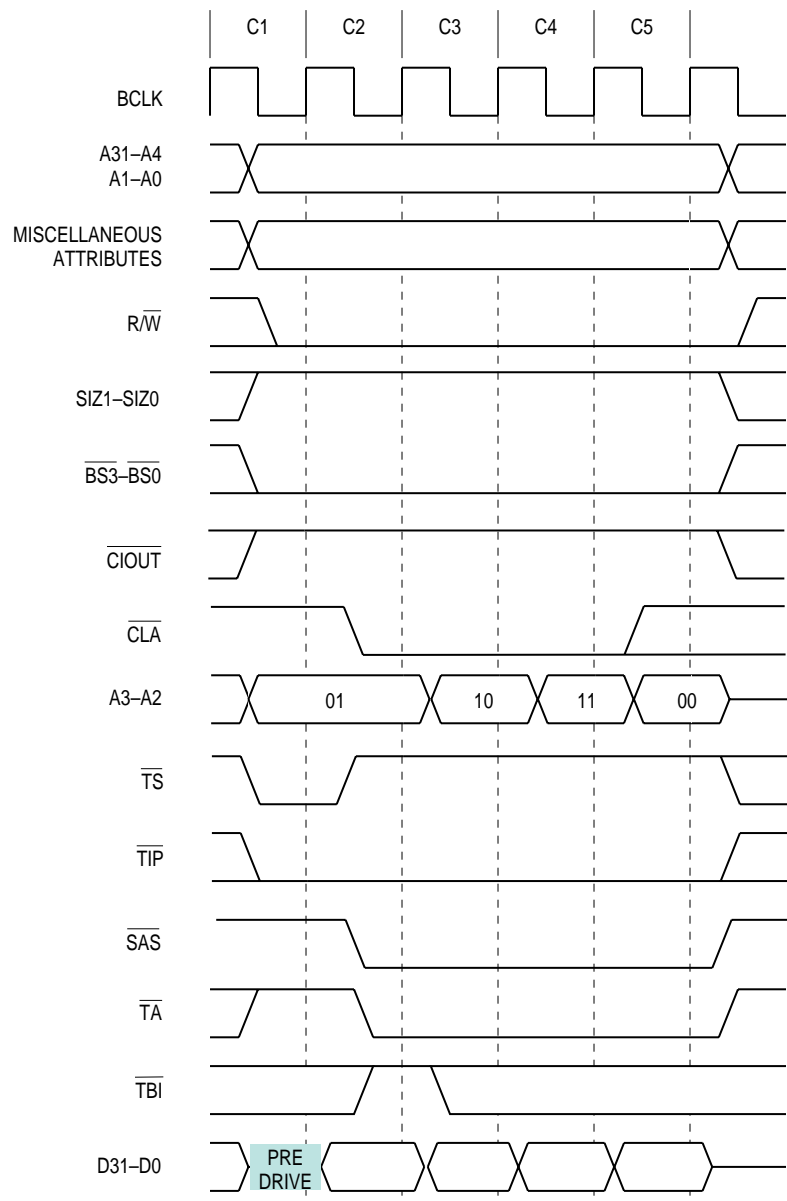 C1 C2 C3 C4 C5
BCLK
A31–A4
A1–A0
MISCELLANEOUS
ATTRIBUTES
R/W
SIZ1–SIZ0
BS3–BS0
CIOUT
CLA
A3–A2 01 10 11 00
TS
TIP
SAS
TA
TBI
D31–D0 PRE
DRIVE